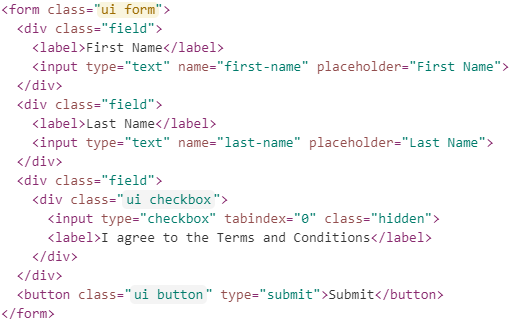 <form class="ui form">
  <div class="field">
    <label>First Name</label>
    <input type="text" name="first-name" placeholder="First Name">
  </div>
  <div class="field">
    <label>Last Name</label>
    <input type="text" name="last-name" placeholder="Last Name">
  </div>
  <div class="field">
    <div class="ui checkbox">
      <input type="checkbox" tabindex="0" class="hidden">
      <label>I agree to the Terms and Conditions</label>
    </div>
  </div>
  <button class="ui button" type="submit">Submit</button>
</form>